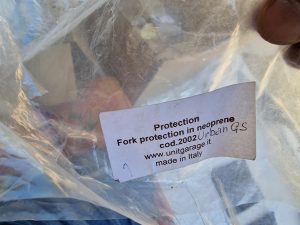 Protection
Fork protection in neoprene
cod.2002 Urban GS
www.unitgarage.it
made in Italy